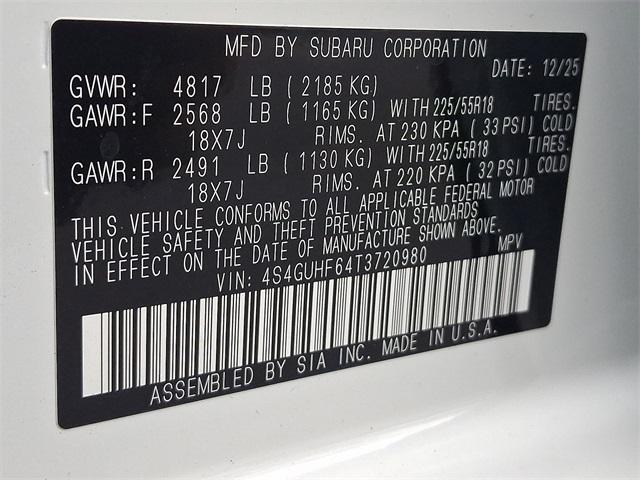 MFD BY SUBARU CORPORATION
DATE: 12/25
GVWR: 4817 LB (2185 KG)
GAWR:F 2568 LB (1165 KG) WITH 225/55R18 TIRES.
18X7J RIMS. AT 230 KPA (33 PSI) COLD
GAWR:R 2491 LB (1130 KG) WITH 225/55R18 TIRES.
18X7J RIMS. AT 220 KPA (32 PSI) COLD
THIS VEHICLE CONFORMS TO ALL APPLICABLE FEDERAL MOTOR
VEHICLE SAFETY AND THEFT PREVENTION STANDARDS
IN EFFECT ON THE DATE OF MANUFACTURE SHOWN ABOVE.
VIN: 4S4GUHF64T3720980 MPV
ASSEMBLED BY SIA INC. MADE IN U.S.A.